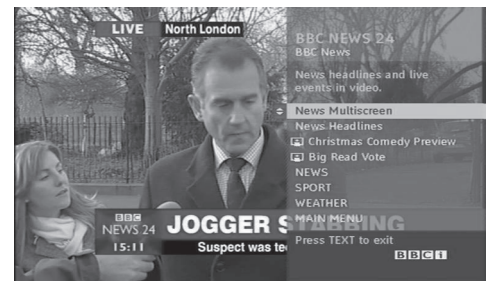 LIVE North London
BBC NEWS 24
BBC News
News headlines and live
events in video.
News Multiscreen
News Headlines
Christmas Comedy Preview
Big Read Vote
NEWS
SPORT
WEATHER
MAIN MENU
Press TEXT to exit
BBCi
BBC
NEWS 24
15:11
JOGGER STABBING
Suspect was